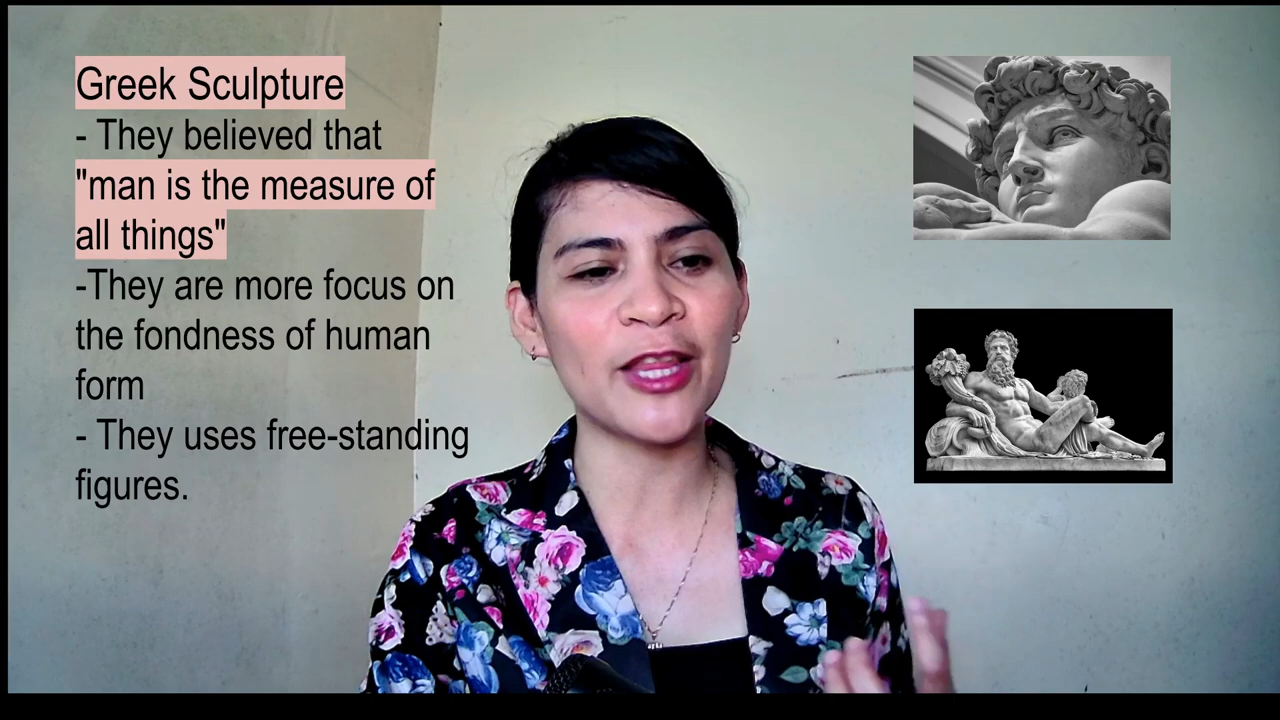 Greek Sculpture
- They believed that
"man is the measure of
all things"
-They are more focus on
the fondness of human
form
- They uses free-standing
figures.